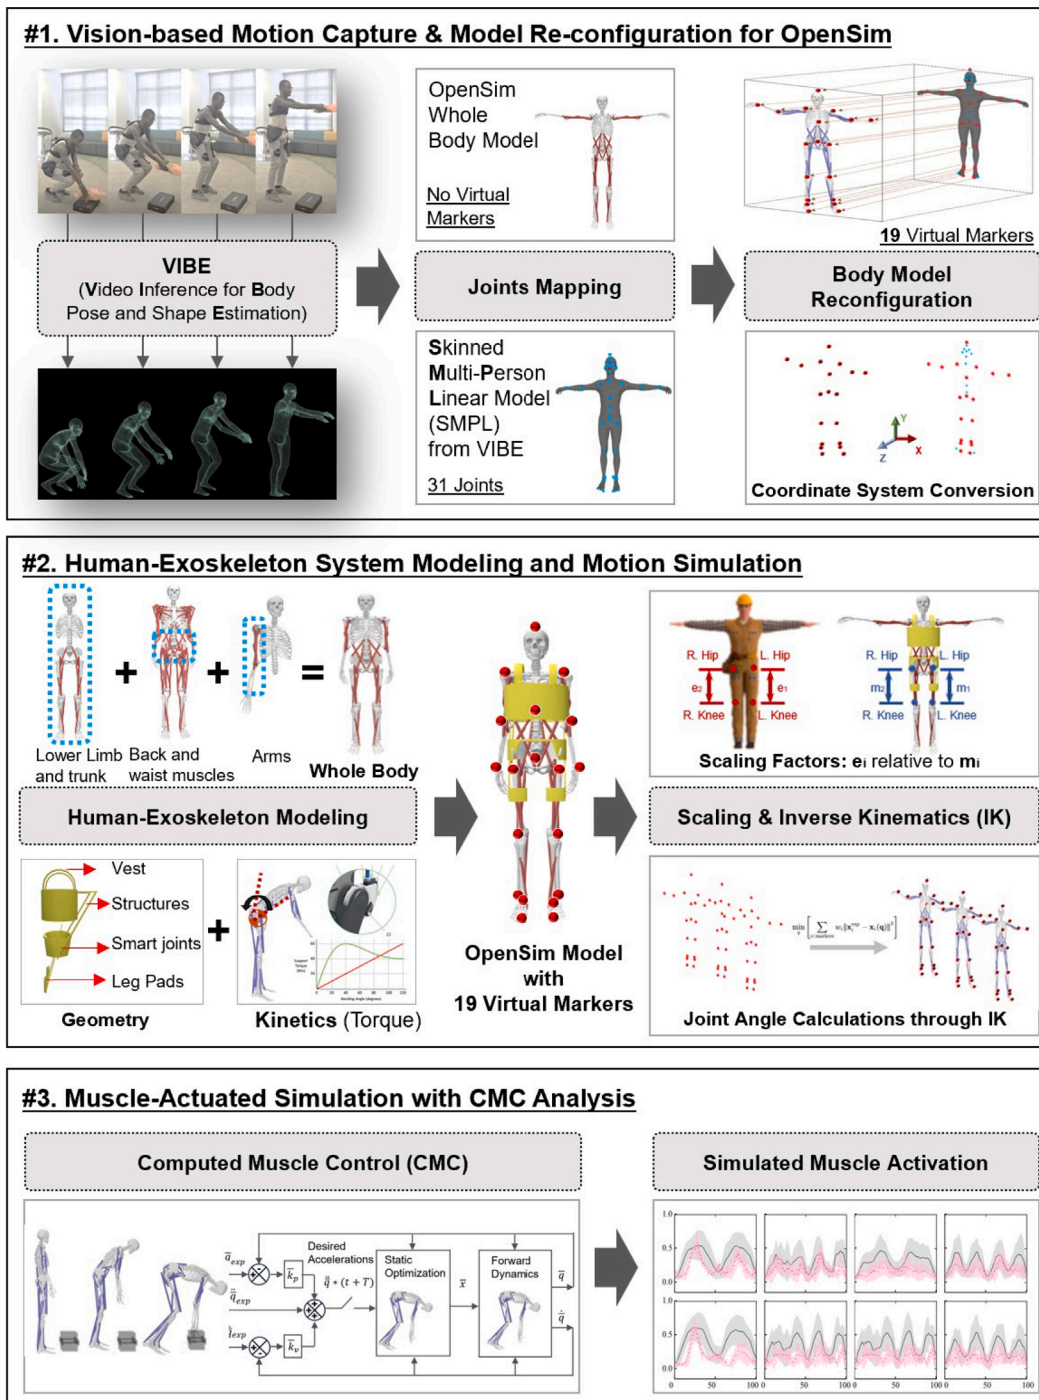 #1. Vision-based Motion Capture & Model Re-configuration for OpenSim
OpenSim
Whole
Body Model
No Virtual
Markers
19 Virtual Markers
VIBE
(Video Inference for Body
Pose and Shape Estimation)
Joints Mapping
Body Model
Reconfiguration
Skinned
Multi-Person
Linear Model
(SMPL)
from VIBE
31 Joints
Y
X
Z
Coordinate System Conversion
#2. Human-Exoskeleton System Modeling and Motion Simulation
+
+
=
Lower Limb
and trunk
Back and
waist muscles
Arms
Whole Body
R. Hip
L. Hip
e₂
e₁
R. Knee
L. Knee
R. Hip
L. Hip
m₂
m₁
R. Knee
L. Knee
Scaling Factors: eᵢ relative to mᵢ
Human-Exoskeleton Modeling
Scaling & Inverse Kinematics (IK)
Vest
Structures
Smart joints
Leg Pads
Geometry
+
Support
Torque
(Nm)
Bending Angle (degrees)
Kinetics (Torque)
OpenSim Model
with
19 Virtual Markers
Joint Angle Calculations through IK
#3. Muscle-Actuated Simulation with CMC Analysis
Computed Muscle Control (CMC)
Simulated Muscle Activation
Desired
Accelerations
Static
Optimization
Forward
Dynamics
1.0
0.5
0.0
1.0
0.5
0 50 100
50 100
50 100
50 100